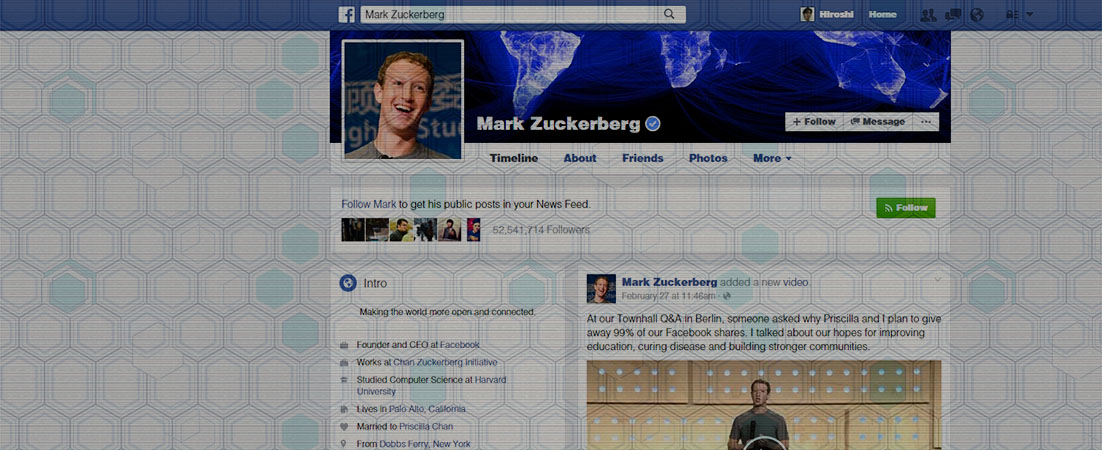 Mark Zuckerberg
Hiroshi Home
Mark Zuckerberg
+ Follow Message ...
Timeline About Friends Photos More
Follow Mark to get his public posts in your News Feed.
Follow
52,541,714 Followers
Intro
Making the world more open and connected.
Founder and CEO at Facebook
Works at Chan Zuckerberg Initiative
Studied Computer Science at Harvard
University
Lives in Palo Alto, California
Married to Priscilla Chan
From Dobbs Ferry, New York
Mark Zuckerberg added a new video.
February 27 at 11:46am ·
At our Townhall Q&A in Berlin, someone asked why Priscilla and I plan to give
away 99% of our Facebook shares. I talked about our hopes for improving
education, curing disease and building stronger communities.